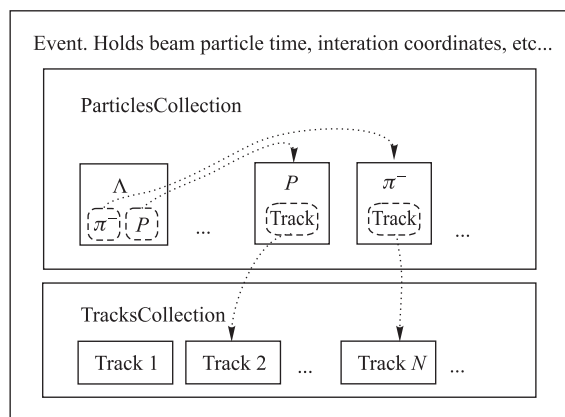 Event. Holds beam particle time, interation coordinates, etc...
ParticlesCollection
Λ
π⁻ P
...
P
Track
π⁻
Track
...
TracksCollection
Track 1
Track 2
...
Track N
...